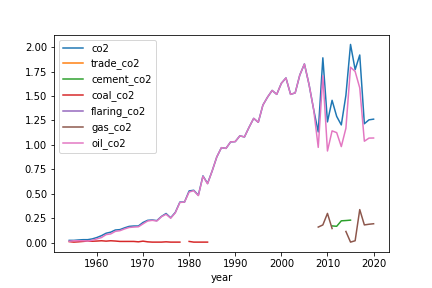 co2
trade_co2
cement_co2
coal_co2
flaring_co2
gas_co2
oil_co2
2.00
1.75
1.50
1.25
1.00
0.75
0.50
0.25
0.00
1960 1970 1980 1990 2000 2010 2020
year